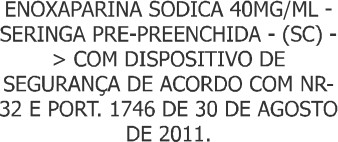 ENOXAPARINA SODICA 40MG/ML -
SERINGA PRE-PREENCHIDA - (SC) -
> COM DISPOSITIVO DE
SEGURANÇA DE ACORDO COM NR-
32 E PORT. 1746 DE 30 DE AGOSTO
DE 2011.